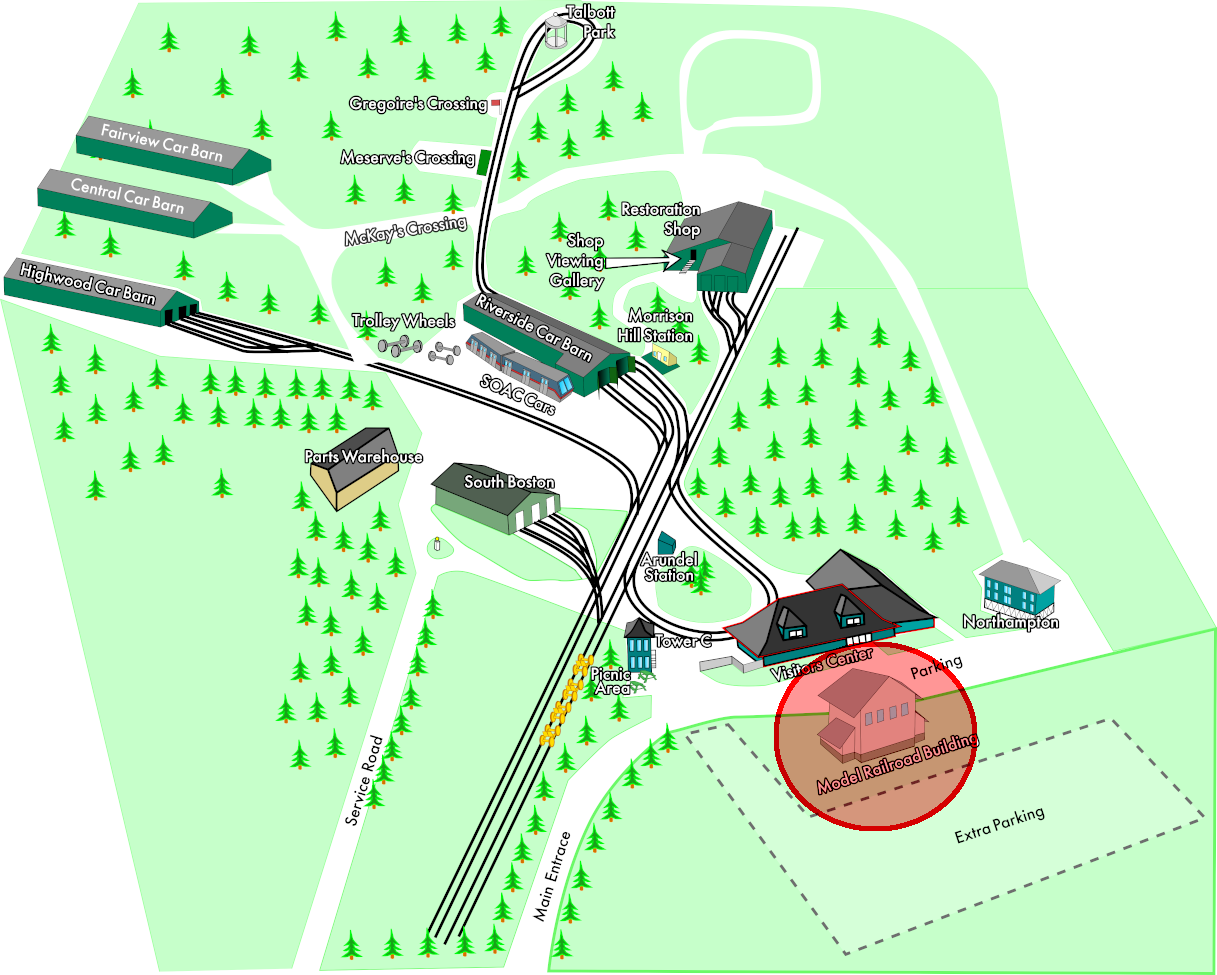 Talbott
Park
Gregoire's Crossing
Meserve's Crossing
Fairview Car Barn
Central Car Barn
McKay's Crossing
Restoration
Shop
Shop
Viewing
Gallery
Highwood Car Barn
Riverside Car Barn
Trolley Wheels
Morrison
Hill Station
SOAC Cars
Parts Warehouse
South Boston
Arundel
Station
Northampton
Tower C
Visitors Center
Parking
Picnic
Area
Model Railroad Building
Service Road
Extra Parking
Main Entrace